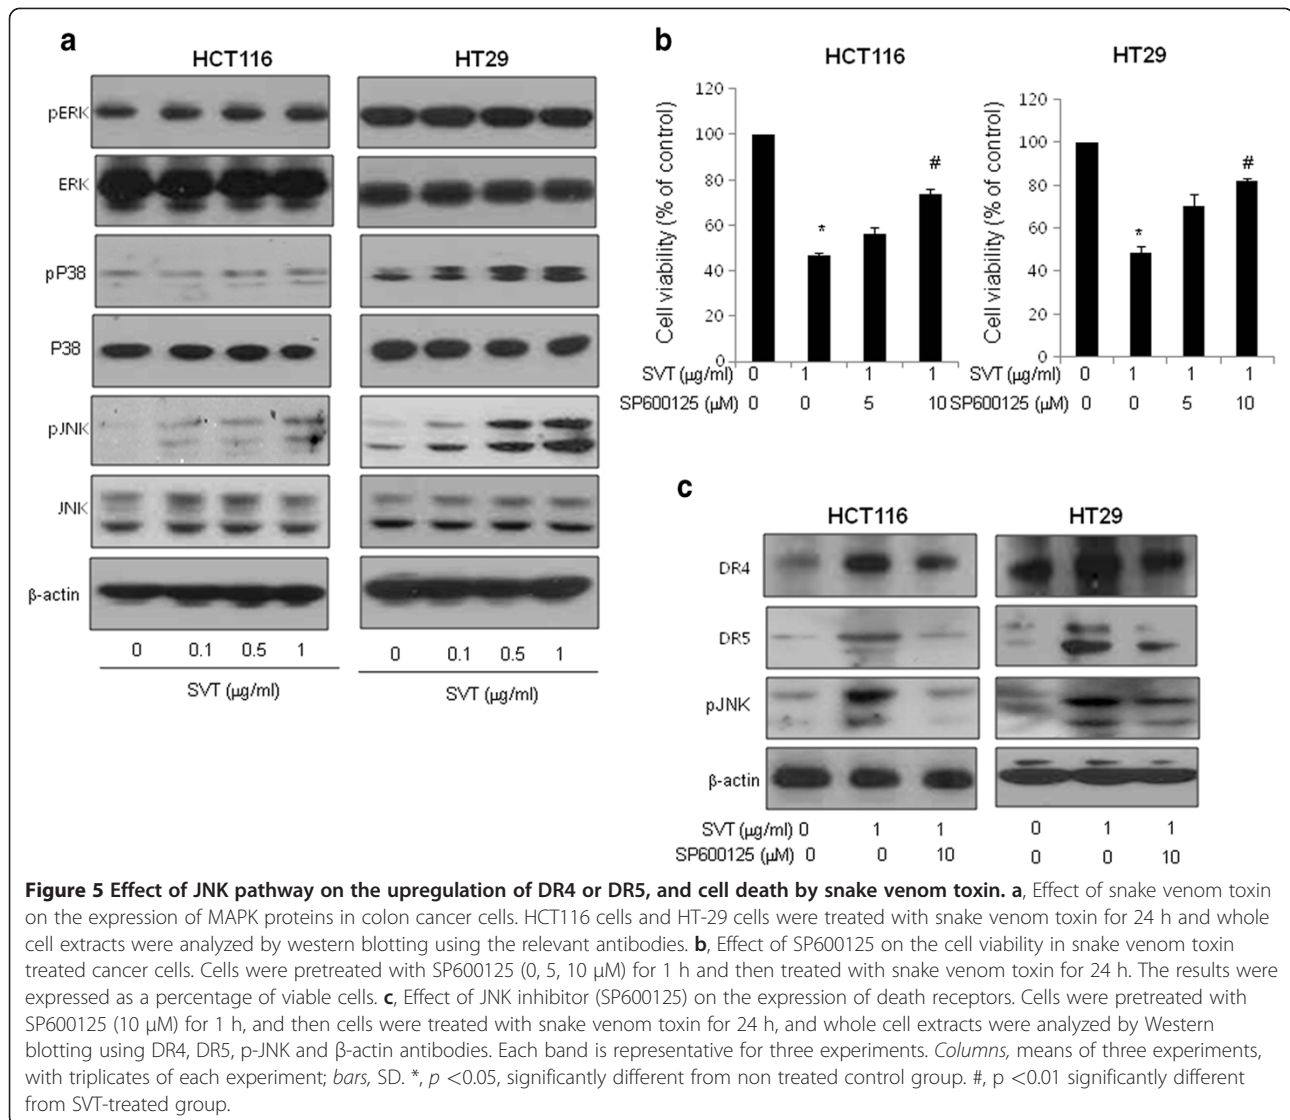 a
HCT116 HT29
pERK
ERK
pP38
P38
pJNK
JNK
β-actin
0 0.1 0.5 1 0 0.1 0.5 1
SVT (μg/ml) SVT (μg/ml)
b
HCT116 HT29
Cell viability (% of control)
120
100
80
60
40
20
0
* #
SVT (μg/ml) 0 1 1 1
SP600125 (μM) 0 0 5 10
Cell viability (% of control)
120
100
80
60
40
20
0
* #
SVT (μg/ml) 0 1 1 1
SP600125 (μM) 0 0 5 10
c
HCT116 HT29
DR4
DR5
pJNK
β-actin
SVT (μg/ml) 0 1 1 0 1 1
SP600125 (μM) 0 0 10 0 0 10
Figure 5 Effect of JNK pathway on the upregulation of DR4 or DR5, and cell death by snake venom toxin. a, Effect of snake venom toxin
on the expression of MAPK proteins in colon cancer cells. HCT116 cells and HT-29 cells were treated with snake venom toxin for 24 h and whole
cell extracts were analyzed by western blotting using the relevant antibodies. b, Effect of SP600125 on the cell viability in snake venom toxin
treated cancer cells. Cells were pretreated with SP600125 (0, 5, 10 μM) for 1 h and then treated with snake venom toxin for 24 h. The results were
expressed as a percentage of viable cells. c, Effect of JNK inhibitor (SP600125) on the expression of death receptors. Cells were pretreated with
SP600125 (10 μM) for 1 h, and then cells were treated with snake venom toxin for 24 h, and whole cell extracts were analyzed by Western
blotting using DR4, DR5, p-JNK and β-actin antibodies. Each band is representative for three experiments. Columns, means of three experiments,
with triplicates of each experiment; bars, SD. *, p <0.05, significantly different from non treated control group. #, p <0.01 significantly different
from SVT-treated group.